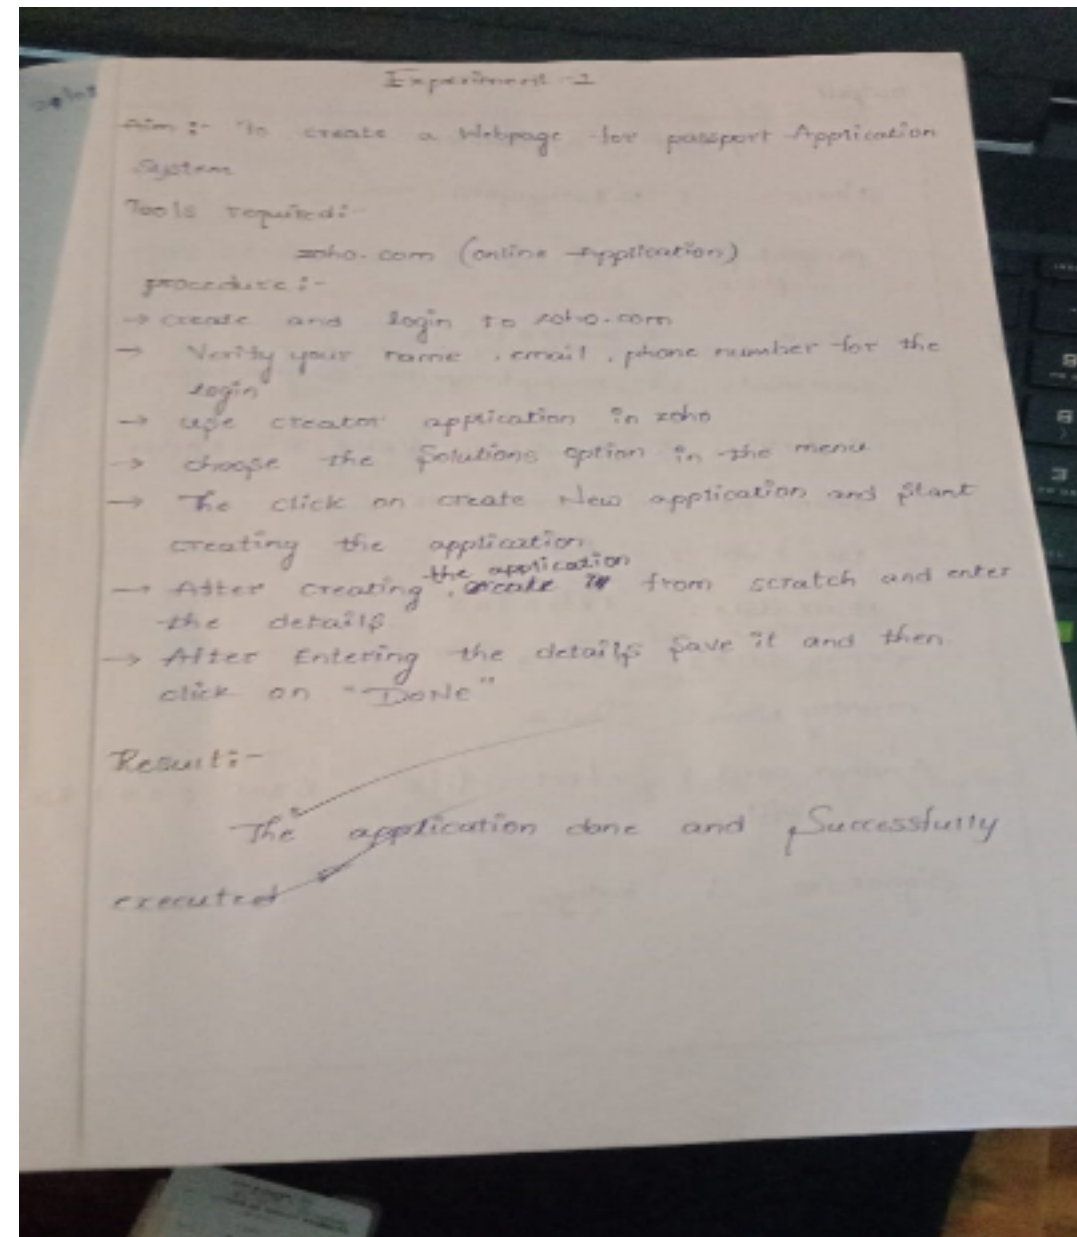 Experiment - 1
Aim :- To create a Webpage for passport Application
System
Tools required:-
zoho.com (online Application)
procedure :-
→ create and login to zoho.com
→ Verify your name, email, phone number for the
login
→ use creator application in zoho
→ choose the Solutions option in the menu
→ The click on create New application and start
creating the application
the application
→ After creating, create it from scratch and enter
the details
→ After Entering the details save it and then
click on "DONE"
Result :-
The application done and Successfully
executed